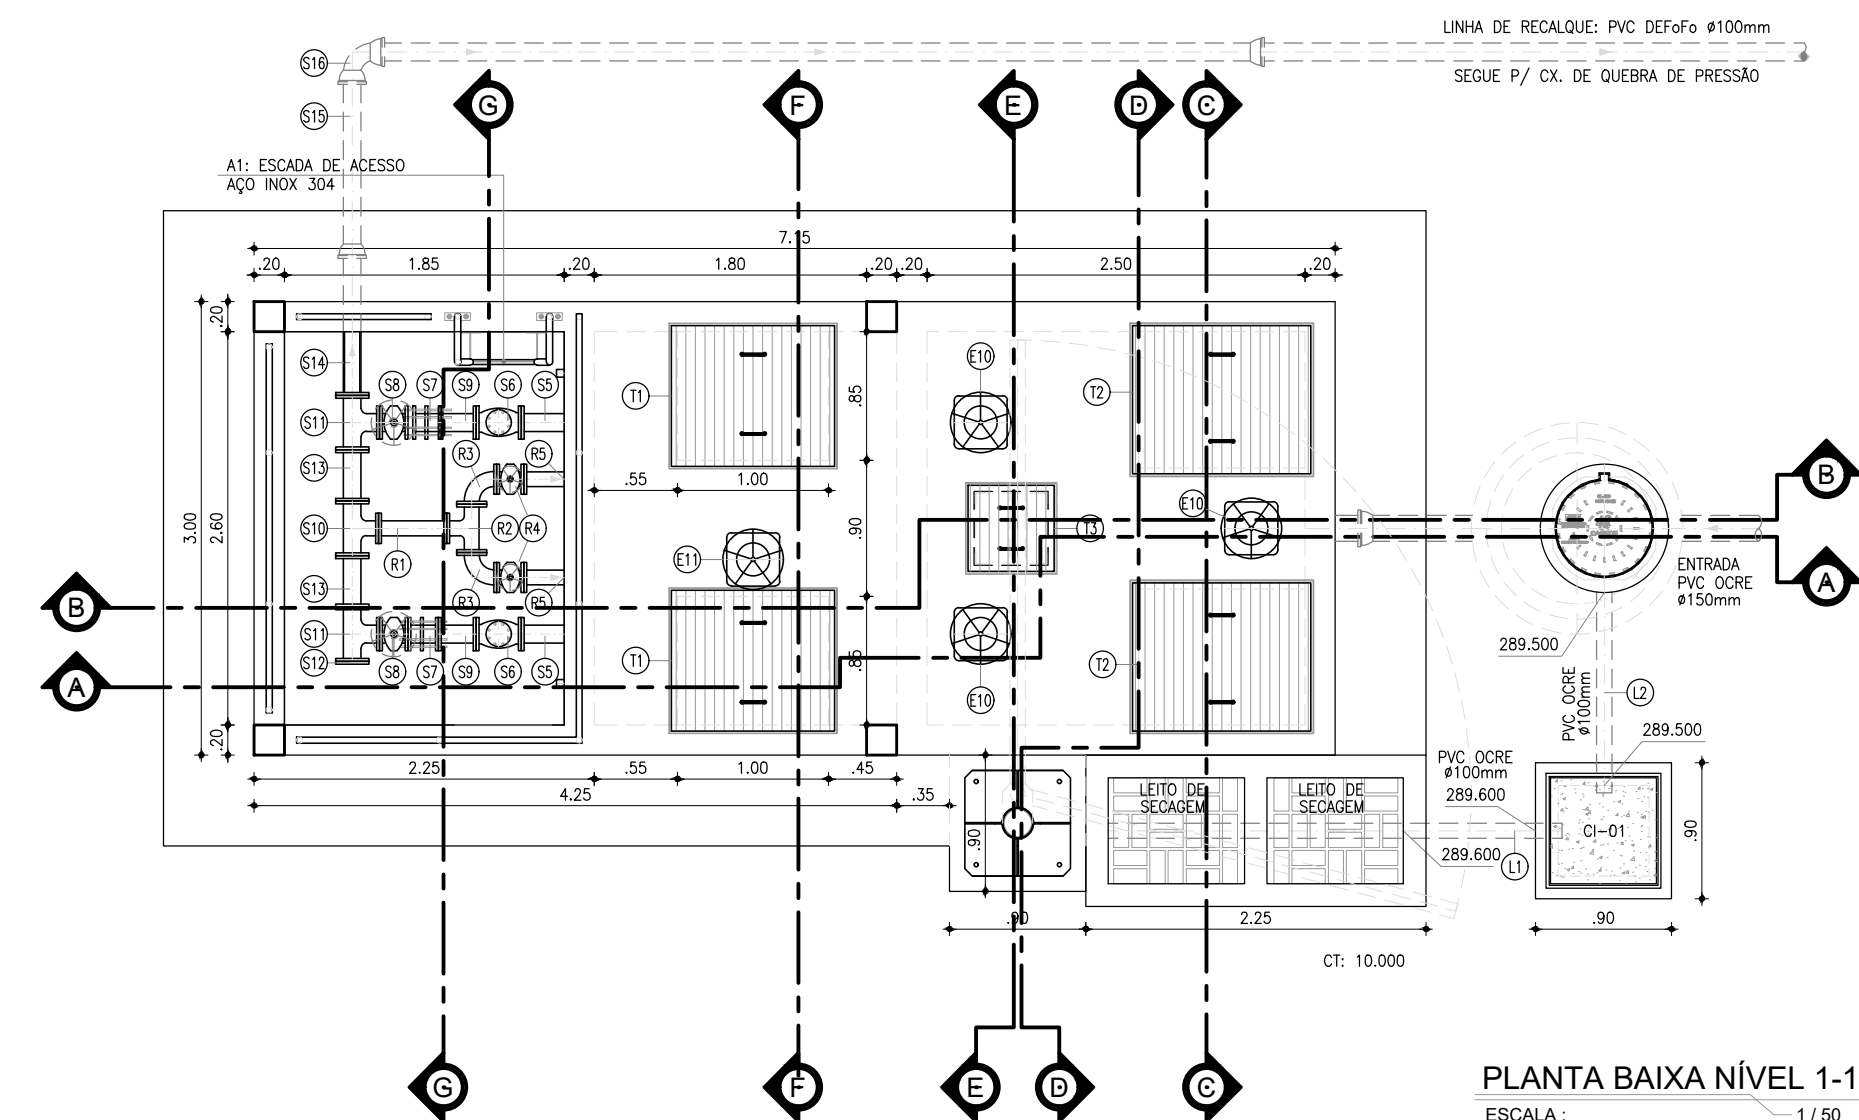 LINHA DE RECALQUE: PVC DEFoFo ø100mm
SEGUE P/ CX. DE QUEBRA DE PRESSÃO
S16
S15
G
F
E
D
C
A1: ESCADA DE ACESSO
AÇO INOX 304
7.15
.20
1.85
.20
1.80
.20
.20
2.50
.20
3.00
.20
2.60
.20
S14
S8
S7
S9
S6
S5
S11
S13
R3
R5
S10
R2
R4
R1
S13
R3
R5
S11
S12
S8
S7
S9
S6
S5
T1
.85
.55
1.00
.90
E11
T1
.85
E10
T2
T3
E10
E10
T2
B
A
B
A
ENTRADA
PVC OCRE
ø150mm
289.500
PVC OCRE
ø100mm
L2
289.500
PVC OCRE
ø100mm
289.600
289.600
L1
CI-01
.90
.90
2.25
.55
1.00
.45
4.25
.35
.90
LEITO DE
SECAGEM
LEITO DE
SECAGEM
.90
2.25
CT: 10.000
G
F
E
D
C
PLANTA BAIXA NÍVEL 1-1
ESCALA :
1 / 50